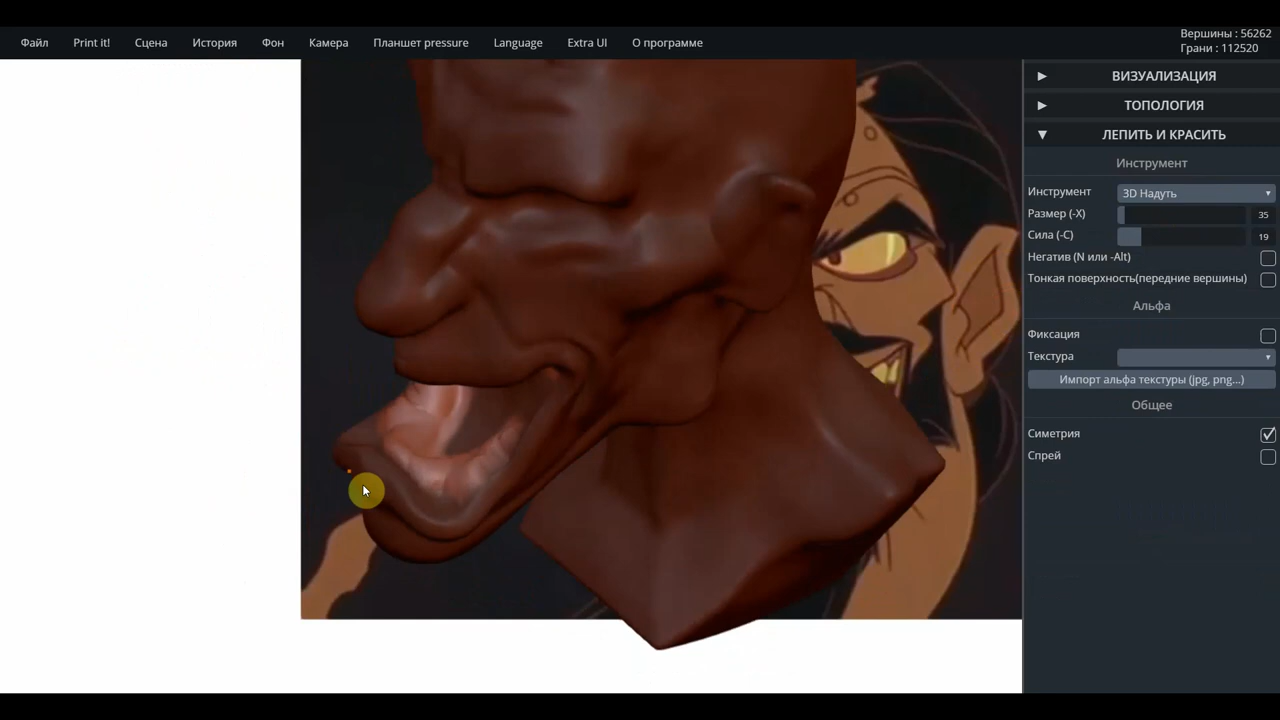 Файл Print it! Сцена История Фон Камера Планшет pressure Language Extra UI О программе
Вершины : 56262
Грани : 112520
ВИЗУАЛИЗАЦИЯ
ТОПОЛОГИЯ
ЛЕПИТЬ И КРАСИТЬ
Инструмент
Инструмент 3D Надуть
Размер (-X) 35
Сила (-C) 19
Негатив (N или -Alt)
Тонкая поверхность(передние вершины)
Альфа
Фиксация
Текстура
Импорт альфа текстуры (jpg, png...)
Общее
Симетрия
Спрей